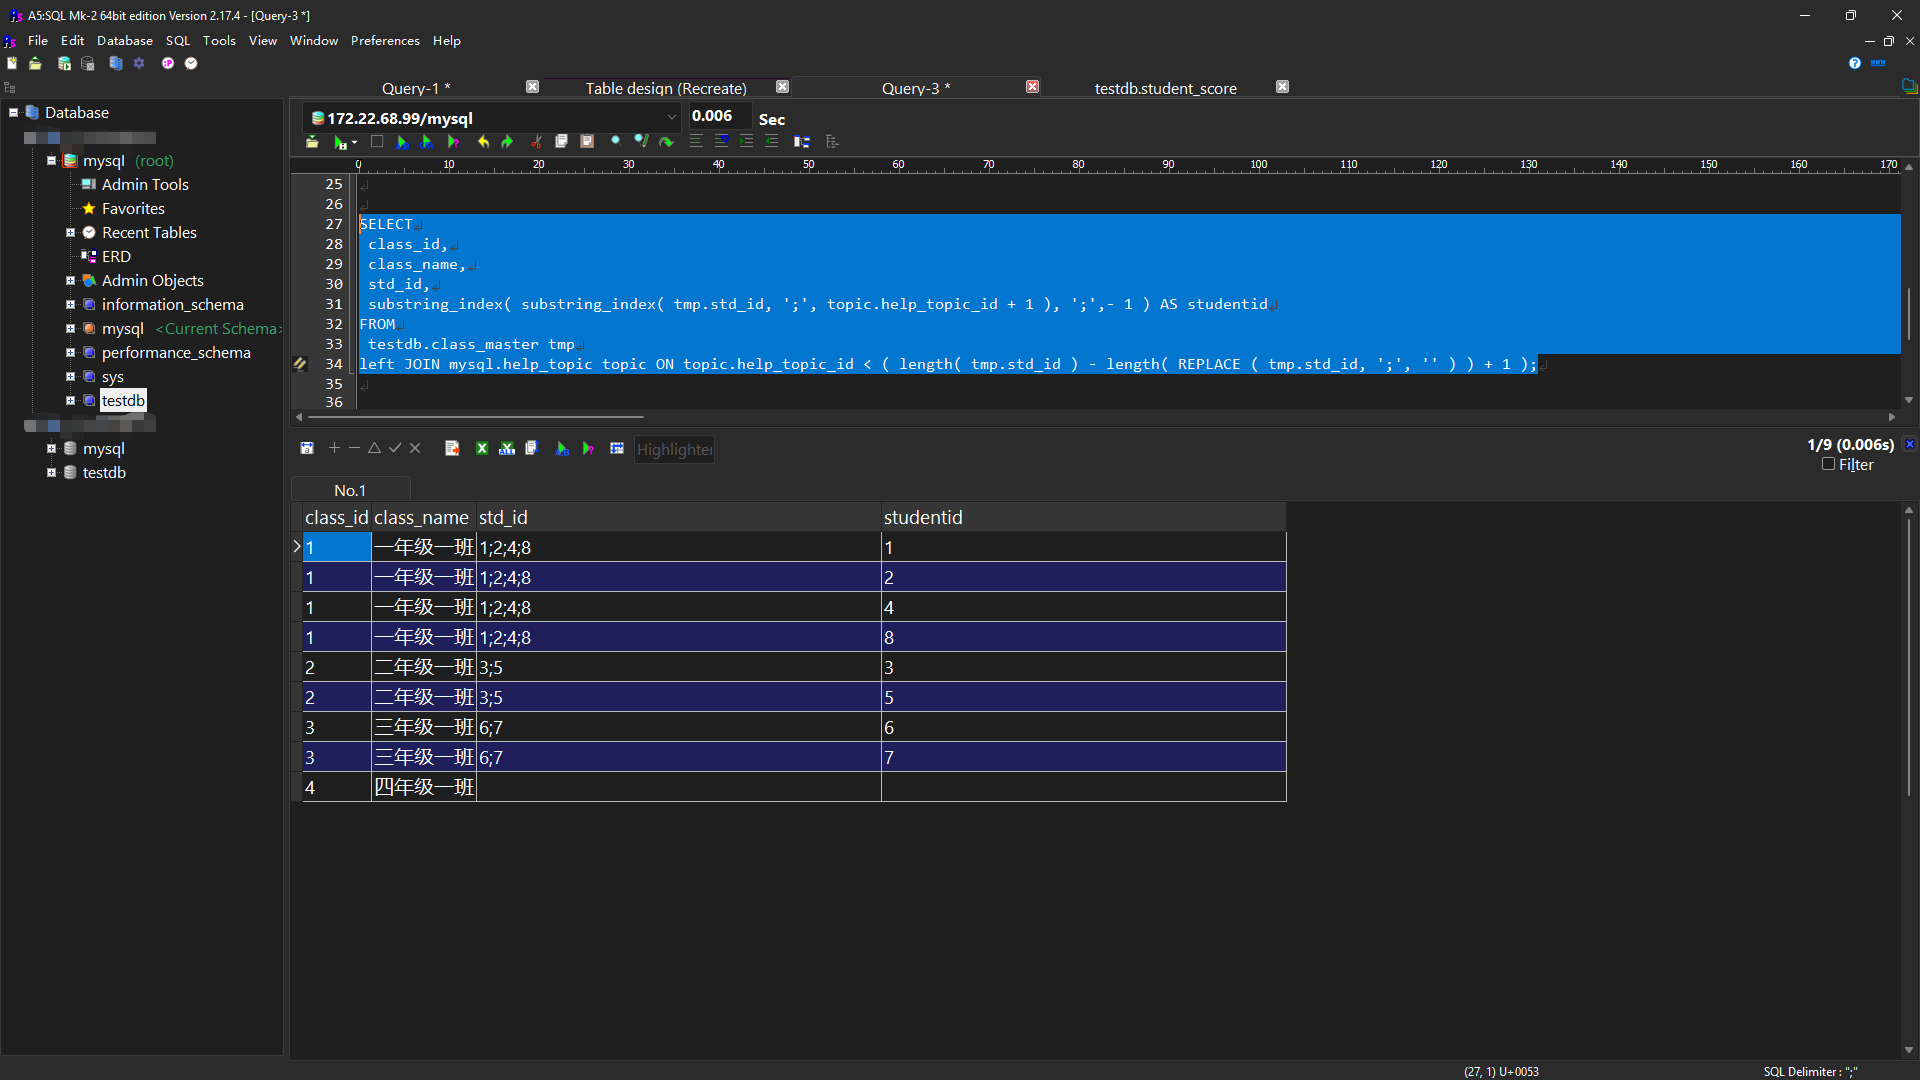 A5:SQL Mk-2 64bit edition Version 2.17.4 - [Query-3 *]
File Edit Database SQL Tools View Window Preferences Help
Query-1 * Table design (Recreate) Query-3 * testdb.student_score
Database
mysql (root)
Admin Tools
Favorites
Recent Tables
ERD
Admin Objects
information_schema
mysql <Current Schema>
performance_schema
sys
testdb
mysql
testdb
172.22.68.99/mysql 0.006 Sec
0 10 20 30 40 50 60 70 80 90 100 110 120 130 140 150 160 170
25
26
27 SELECT
28 class_id,
29 class_name,
30 std_id,
31 substring_index( substring_index( tmp.std_id, ';', topic.help_topic_id + 1 ), ';',- 1 ) AS studentid
32 FROM
33 testdb.class_master tmp
34 left JOIN mysql.help_topic topic ON topic.help_topic_id < ( length( tmp.std_id ) - length( REPLACE ( tmp.std_id, ';', '' ) ) + 1 );
35
36
ALL Highlighter 1/9 (0.006s)
Filter
No.1
class_id class_name std_id studentid
1 一年级一班 1;2;4;8 1
1 一年级一班 1;2;4;8 2
1 一年级一班 1;2;4;8 4
1 一年级一班 1;2;4;8 8
2 二年级一班 3;5 3
2 二年级一班 3;5 5
3 三年级一班 6;7 6
3 三年级一班 6;7 7
4 四年级一班
(27, 1) U+0053 SQL Delimiter : ";"